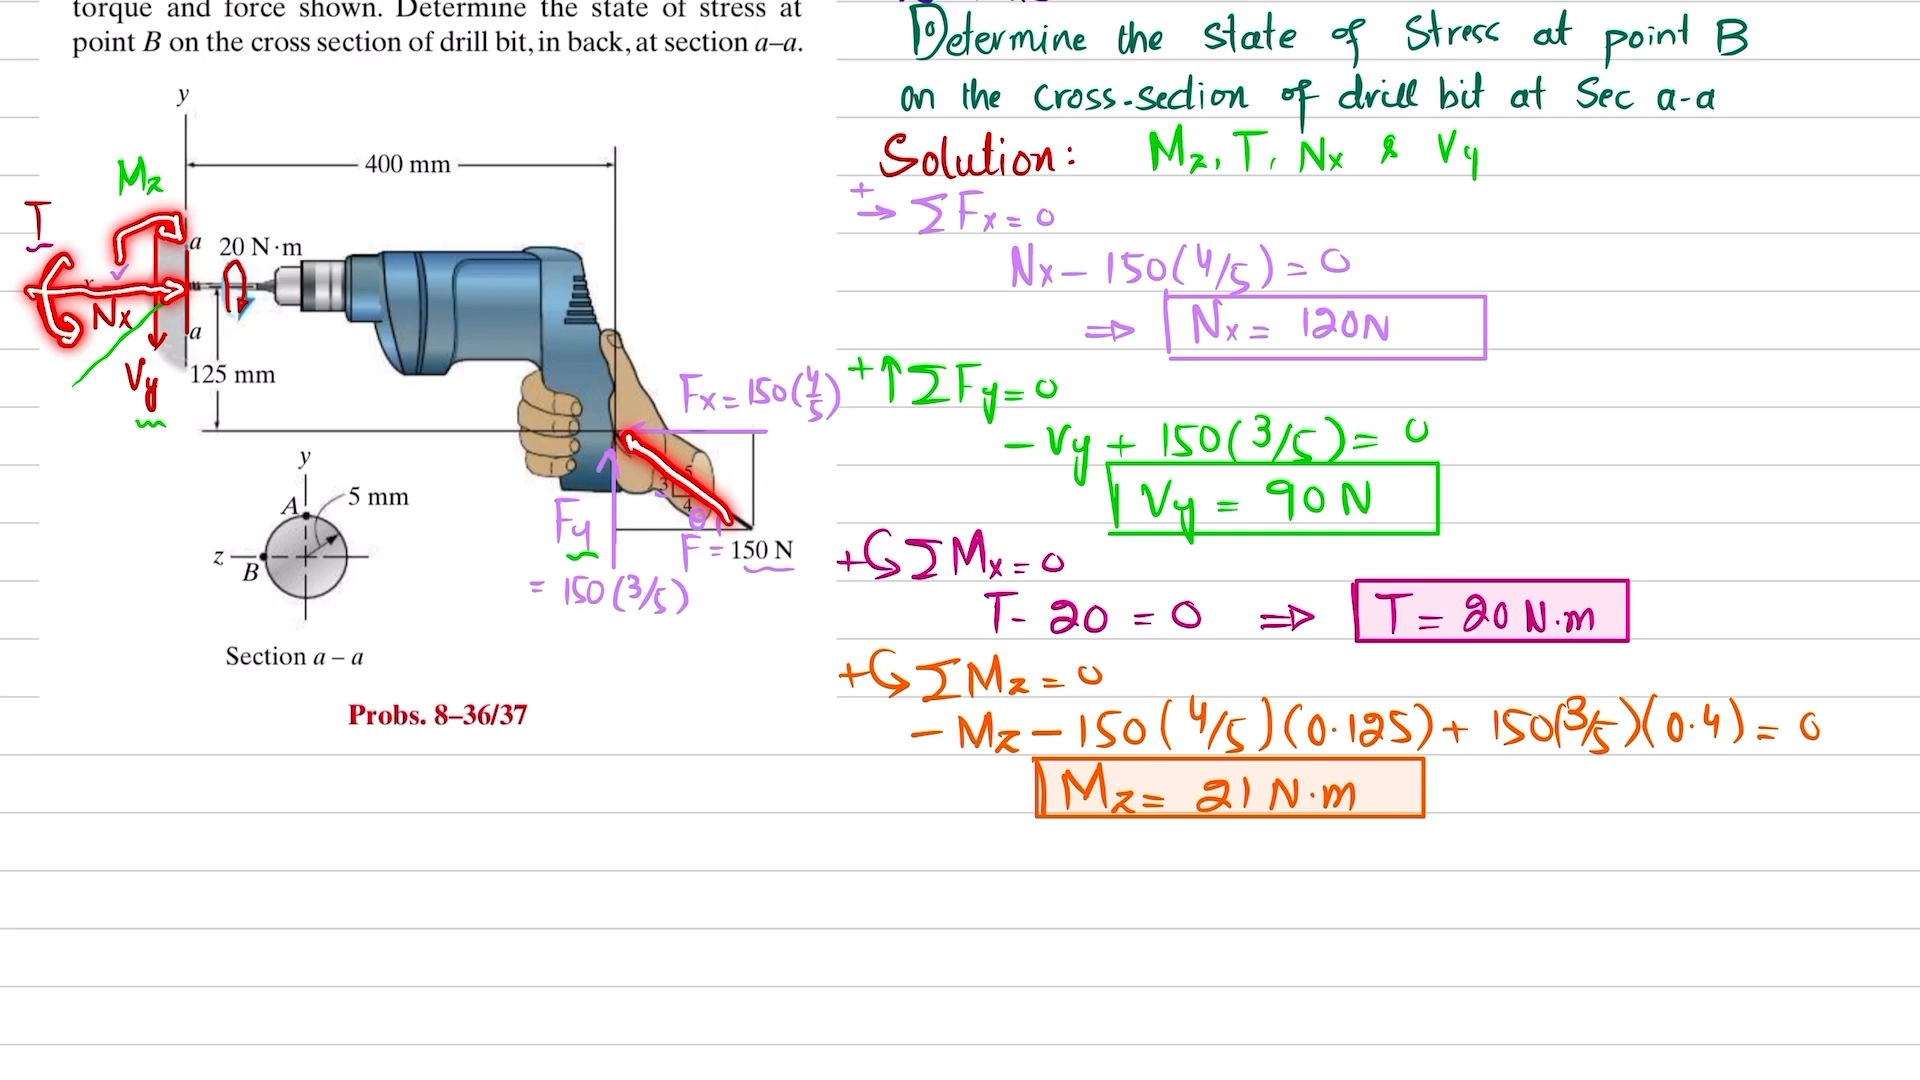 torque and force shown. Determine the state of stress at
point B on the cross section of drill bit, in back, at section a–a.
y
400 mm
Mz
T
a
20 N·m
x
Nx
a
Vy
125 mm
Fx = 150(4/5)
y
A
5 mm
z
B
5
3
4
θ
Fy
F = 150 N
= 150(3/5)
Section a – a
Probs. 8–36/37
Determine the State of Stress at point B
on the cross-section of drill bit at Sec a-a
Solution: Mz, T, Nx & Vy
+→ ΣFx = 0
Nx – 150(4/5) = 0
⇒ Nx = 120N
+↑ΣFy = 0
– Vy + 150(3/5) = 0
Vy = 90 N
+↺ ΣMx = 0
T - 20 = 0 ⇒ T = 20 N·m
+↺ ΣMz = 0
– Mz – 150(4/5)(0.125) + 150(3/5)(0.4) = 0
Mz = 21 N·m